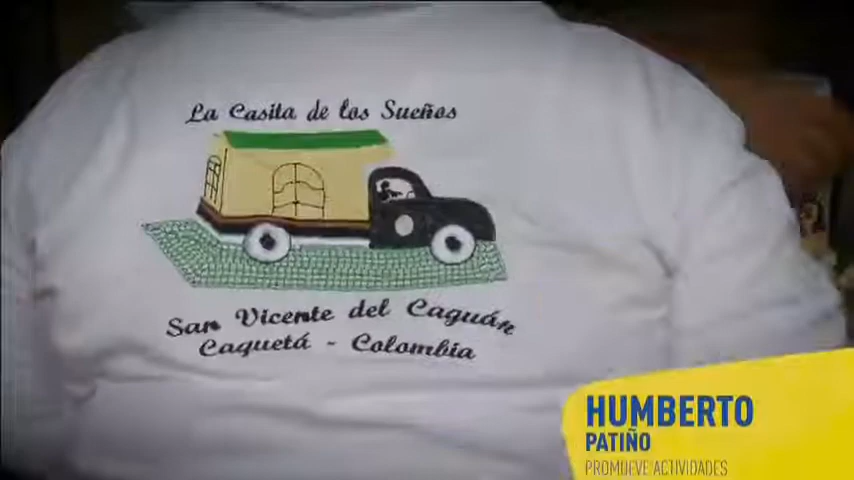 La Casita de los Sueños
San Vicente del Caguán
Caquetá - Colombia
HUMBERTO
PATIÑO
PROMUEVE ACTIVIDADES